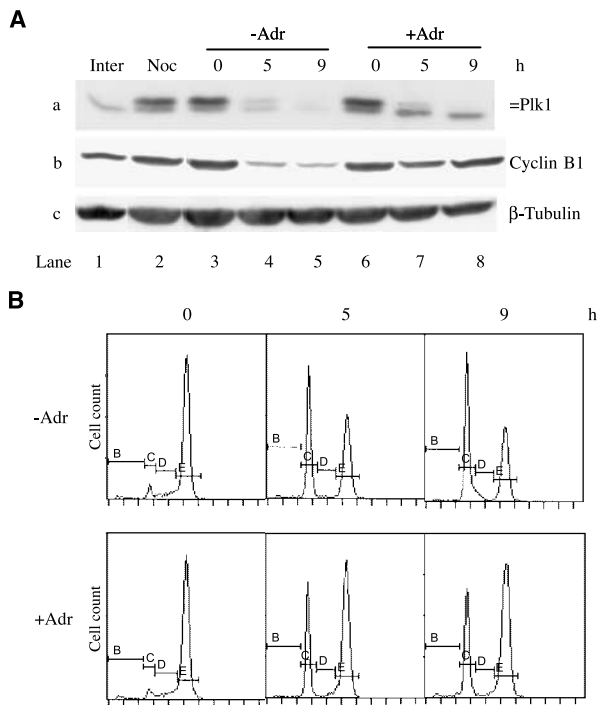 A
-Adr +Adr
Inter Noc 0 5 9 0 5 9 h
a =Plk1
b Cyclin B1
c β-Tubulin
Lane 1 2 3 4 5 6 7 8
B
0 5 9 h
-Adr Cell count B C D E B C D E B C D E
+Adr Cell count B C D E B C D E B C D E